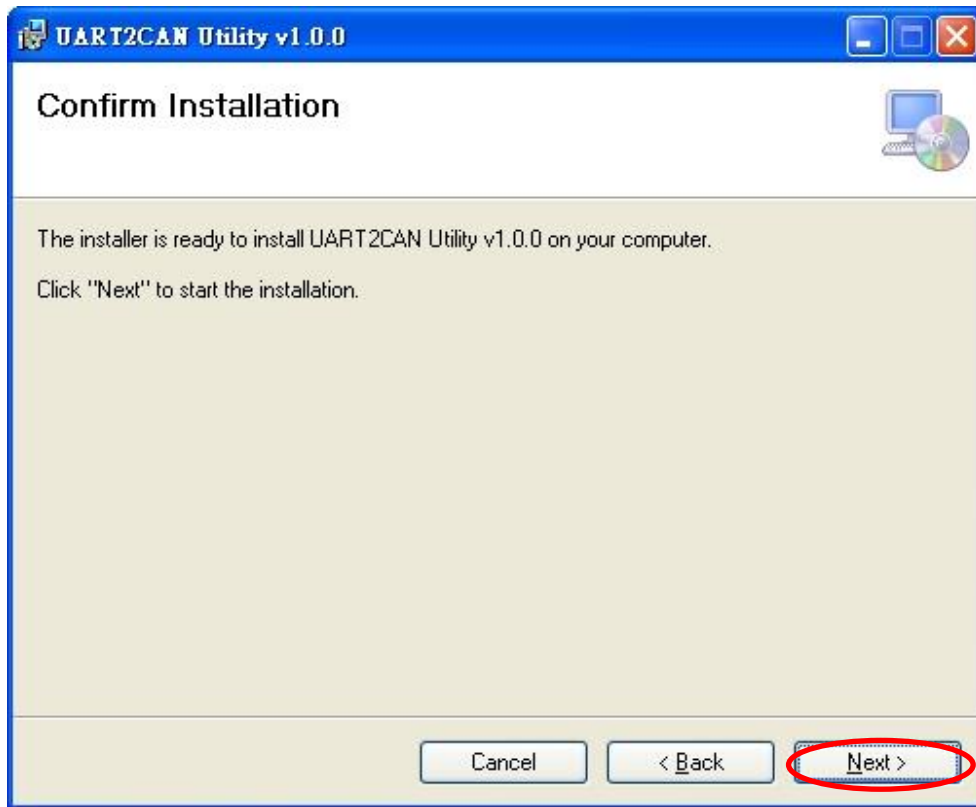 UART2CAN Utility v1.0.0
Confirm Installation
The installer is ready to install UART2CAN Utility v1.0.0 on your computer.
Click "Next" to start the installation.
Cancel
< Back
Next >